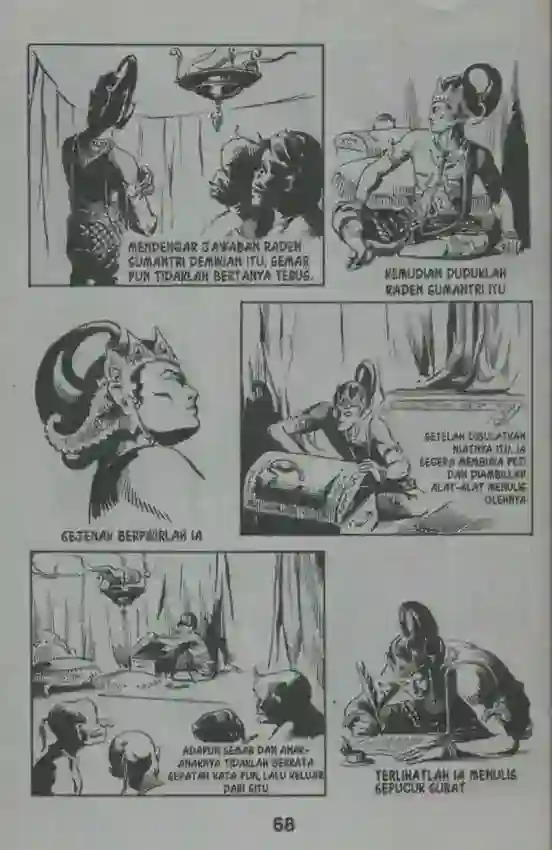 MENDENGAR JAWABAN RADEN
SUMANTRI DEMIKIAN ITU, SEMAR
PUN TIDAKLAH BERTANYA TERUS.
KEMUDIAN DUDUKLAH
RADEN SUMANTRI ITU
SEJENAK BERPIKIRLAH IA
SETELAH DIBULATKAN
NIATNYA ITU, IA
SEGERA MEMBUKA PETI
DAN DIAMBILLAH
ALAT-ALAT MENULIS
OLEHNYA
ADAPUN SEMAR DAN ANAK-
ANAKNYA TIDAKLAH BERKATA
SEPATAH KATA PUN, LALU KELUAR
DARI SITU
TERLIHATLAH IA MENULIS
SEPUCUK SURAT
68